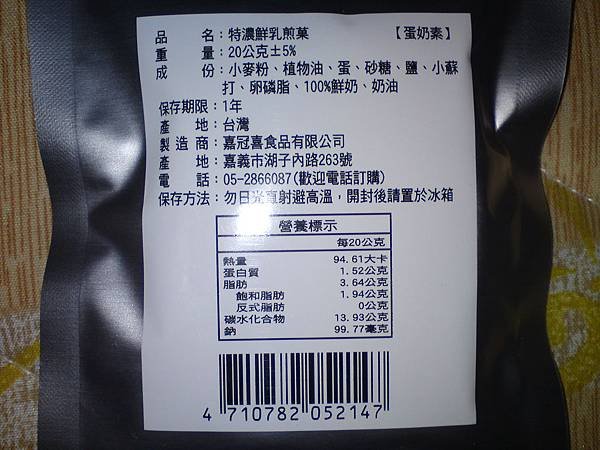 品　　名：特濃鮮乳煎菓　　【蛋奶素】
重　　量：20公克±5%
成　　份：小麥粉、植物油、蛋、砂糖、鹽、小蘇
打、卵磷脂、100%鮮奶、奶油
保存期限：1年
產　　地：台灣
製 造 商：嘉冠喜食品有限公司
產　　地：嘉義市湖子內路263號
電　　話：05-2866087(歡迎電話訂購)
保存方法：勿日光直射避高溫，開封後請置於冰箱
營養標示
每20公克
熱量 94.61大卡
蛋白質 1.52公克
脂肪 3.64公克
飽和脂肪 1.94公克
反式脂肪 0公克
碳水化合物 13.93公克
鈉 99.77毫克
4 710782 052147